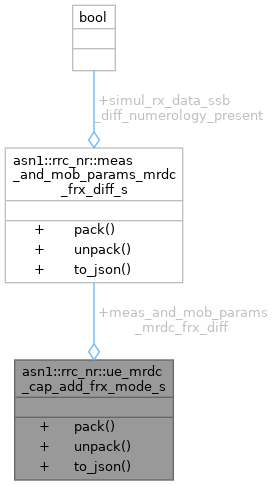 bool
+simul_rx_data_ssb
_diff_numerology_present
asn1::rrc_nr::meas
_and_mob_params_mrdc
_frx_diff_s
+ pack()
+ unpack()
+ to_json()
+meas_and_mob_params
_mrdc_frx_diff
asn1::rrc_nr::ue_mrdc
_cap_add_frx_mode_s
+ pack()
+ unpack()
+ to_json()